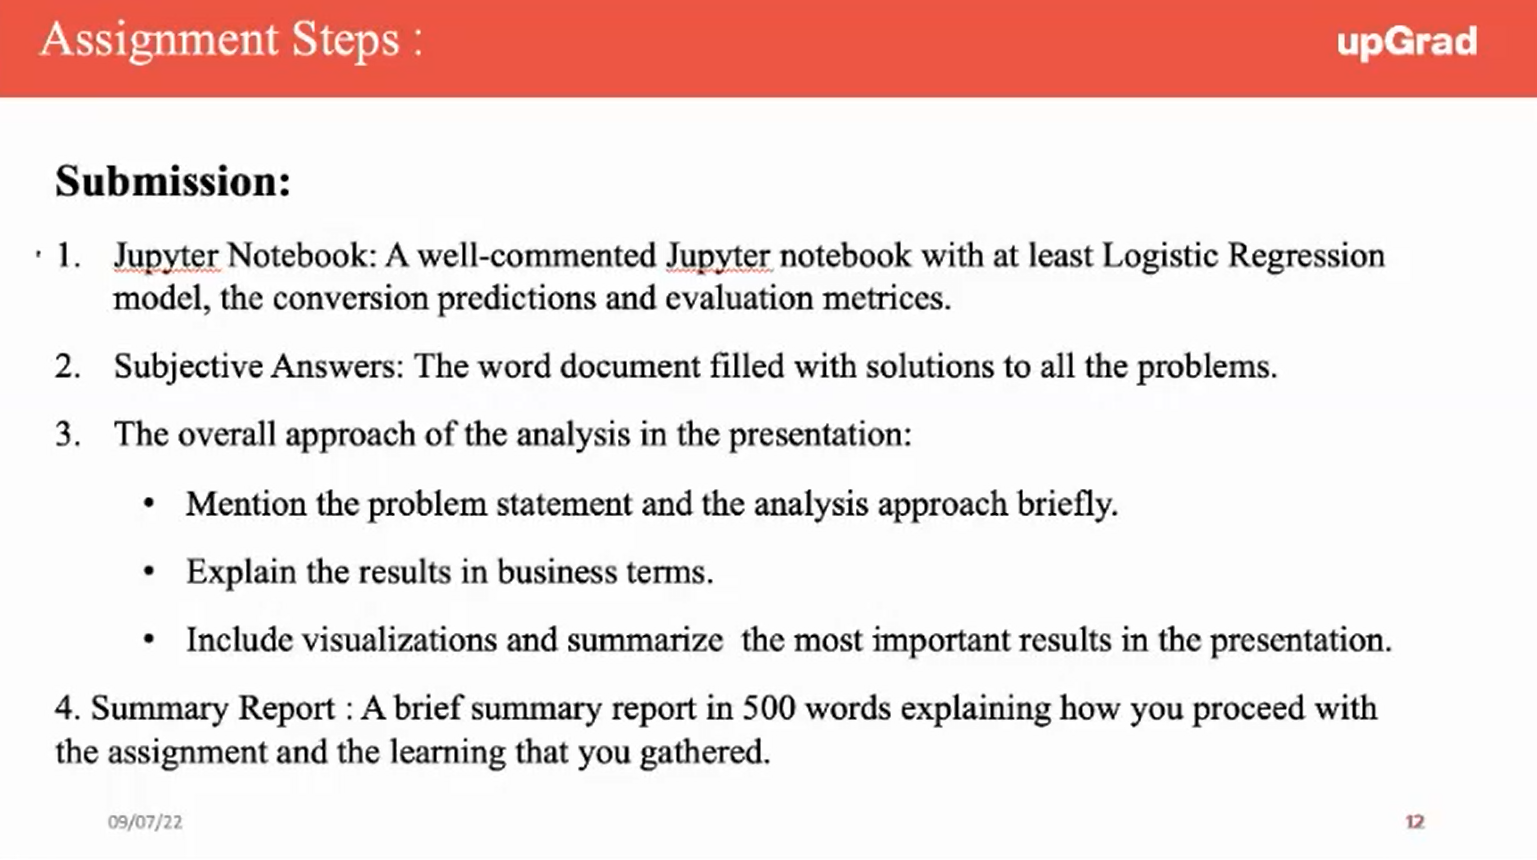 Assignment Steps :
upGrad
Submission:
1. Jupyter Notebook: A well-commented Jupyter notebook with at least Logistic Regression
model, the conversion predictions and evaluation metrices.
2. Subjective Answers: The word document filled with solutions to all the problems.
3. The overall approach of the analysis in the presentation:
• Mention the problem statement and the analysis approach briefly.
• Explain the results in business terms.
• Include visualizations and summarize  the most important results in the presentation.
4. Summary Report : A brief summary report in 500 words explaining how you proceed with
the assignment and the learning that you gathered.
09/07/22
12